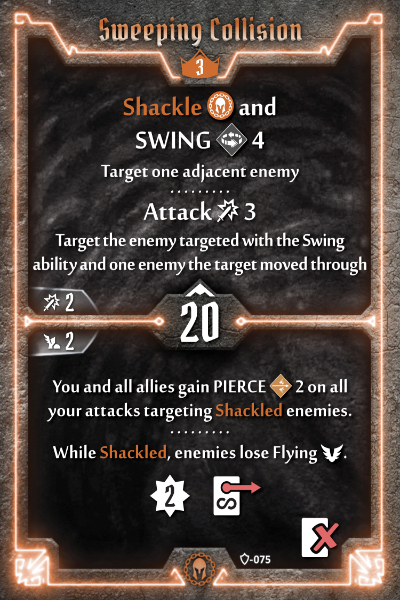 Sweeping Collision
3
Shackle and
SWING 4
Target one adjacent enemy
Attack 3
Target the enemy targeted with the Swing
ability and one enemy the target moved through
2
20
2
You and all allies gain PIERCE 2 on all
your attacks targeting Shackled enemies.
While Shackled, enemies lose Flying .
2
S
-075